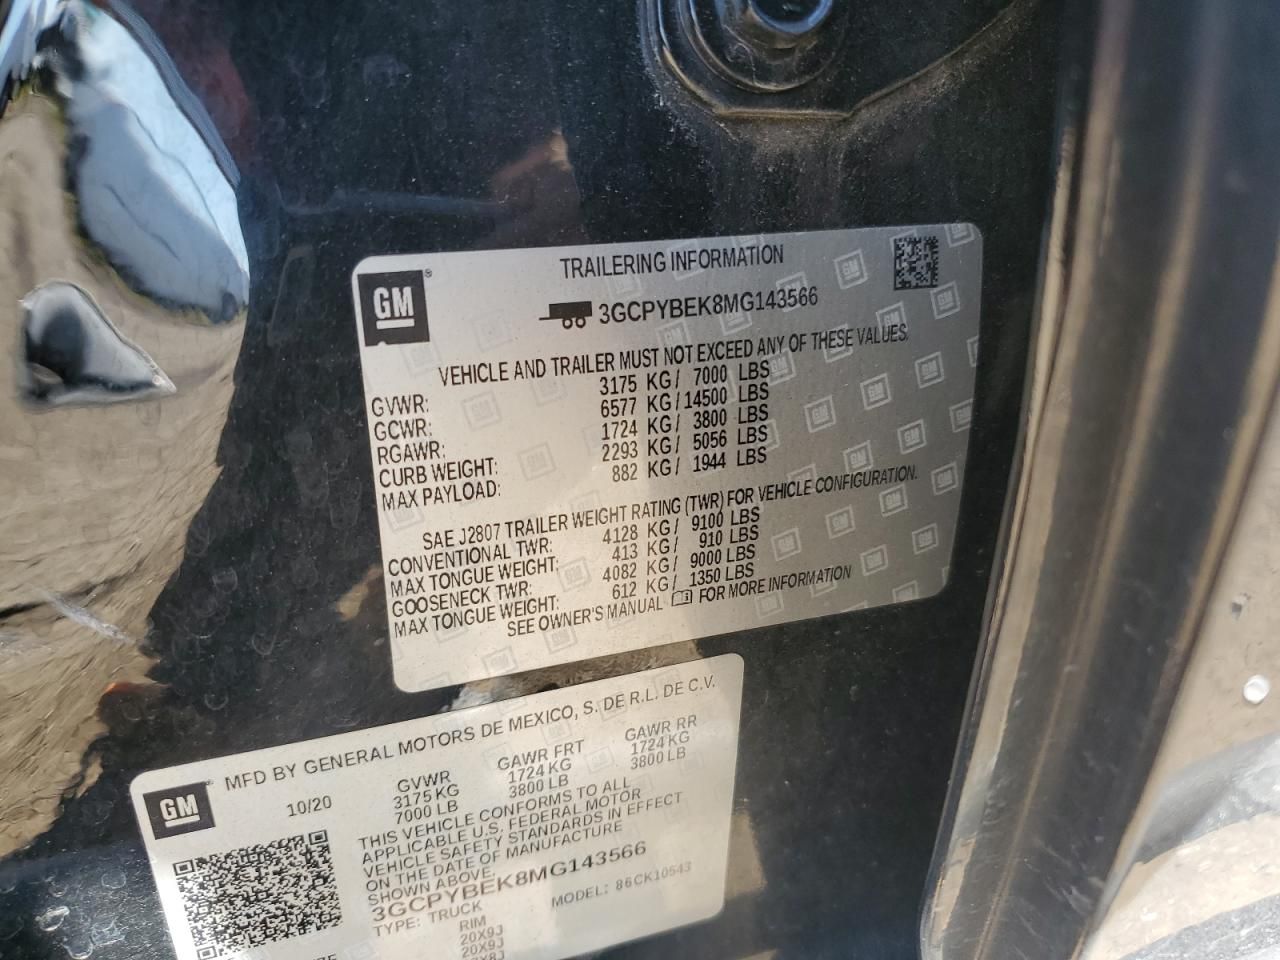 GM
®
TRAILERING INFORMATION
3GCPYBEK8MG143566
VEHICLE AND TRAILER MUST NOT EXCEED ANY OF THESE VALUES.
GVWR: 3175 KG/ 7000 LBS
GCWR: 6577 KG/14500 LBS
RGAWR: 1724 KG/ 3800 LBS
CURB WEIGHT: 2293 KG/ 5056 LBS
MAX PAYLOAD: 882 KG/ 1944 LBS
SAE J2807 TRAILER WEIGHT RATING (TWR) FOR VEHICLE CONFIGURATION.
CONVENTIONAL TWR: 4128 KG/ 9100 LBS
MAX TONGUE WEIGHT: 413 KG/ 910 LBS
GOOSENECK TWR: 4082 KG/ 9000 LBS
MAX TONGUE WEIGHT: 612 KG/ 1350 LBS
SEE OWNER'S MANUAL FOR MORE INFORMATION
GM
®
MFD BY GENERAL MOTORS DE MEXICO, S. DE R.L. DE C.V.
10/20 GVWR GAWR FRT GAWR RR
3175 KG 1724 KG 1724 KG
7000 LB 3800 LB 3800 LB
THIS VEHICLE CONFORMS TO ALL
APPLICABLE U.S. FEDERAL MOTOR
VEHICLE SAFETY STANDARDS IN EFFECT
ON THE DATE OF MANUFACTURE
SHOWN ABOVE.
3GCPYBEK8MG143566
TYPE: TRUCK MODEL: 86CK10543
RIM
20X9J
20X9J